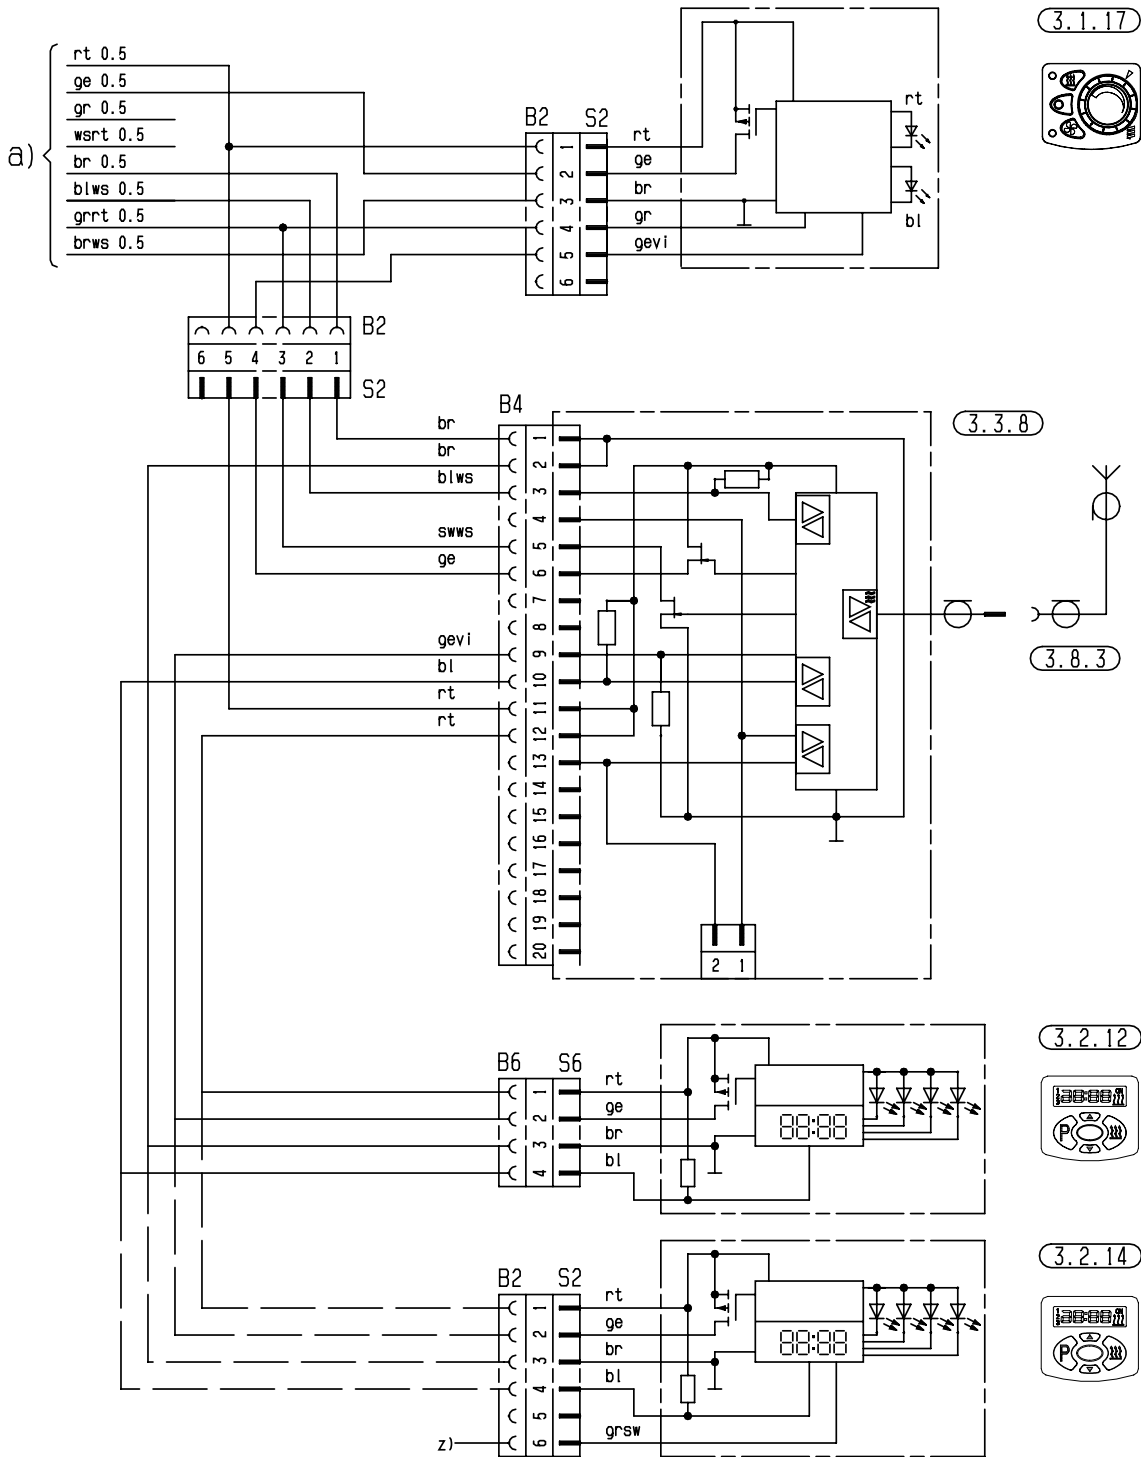 3.1.17
a)
rt 0.5
ge 0.5
gr 0.5
wsrt 0.5
br 0.5
blws 0.5
grrt 0.5
brws 0.5
B2 S2
1
2
3
4
5
6
rt
ge
br
gr
gevi
rt
bl
B2
6 5 4 3 2 1
S2
B4
3.3.8
br
br
blws
swws
ge
gevi
bl
rt
rt
1
2
3
4
5
6
7
8
9
10
11
12
13
14
15
16
17
18
19
20
2 1
3.8.3
3.2.12
B6 S6
1
2
3
4
rt
ge
br
bl
88:88
P
3.2.14
B2 S2
1
2
3
4
5
6
rt
ge
br
bl
grsw
88:88
P
z)